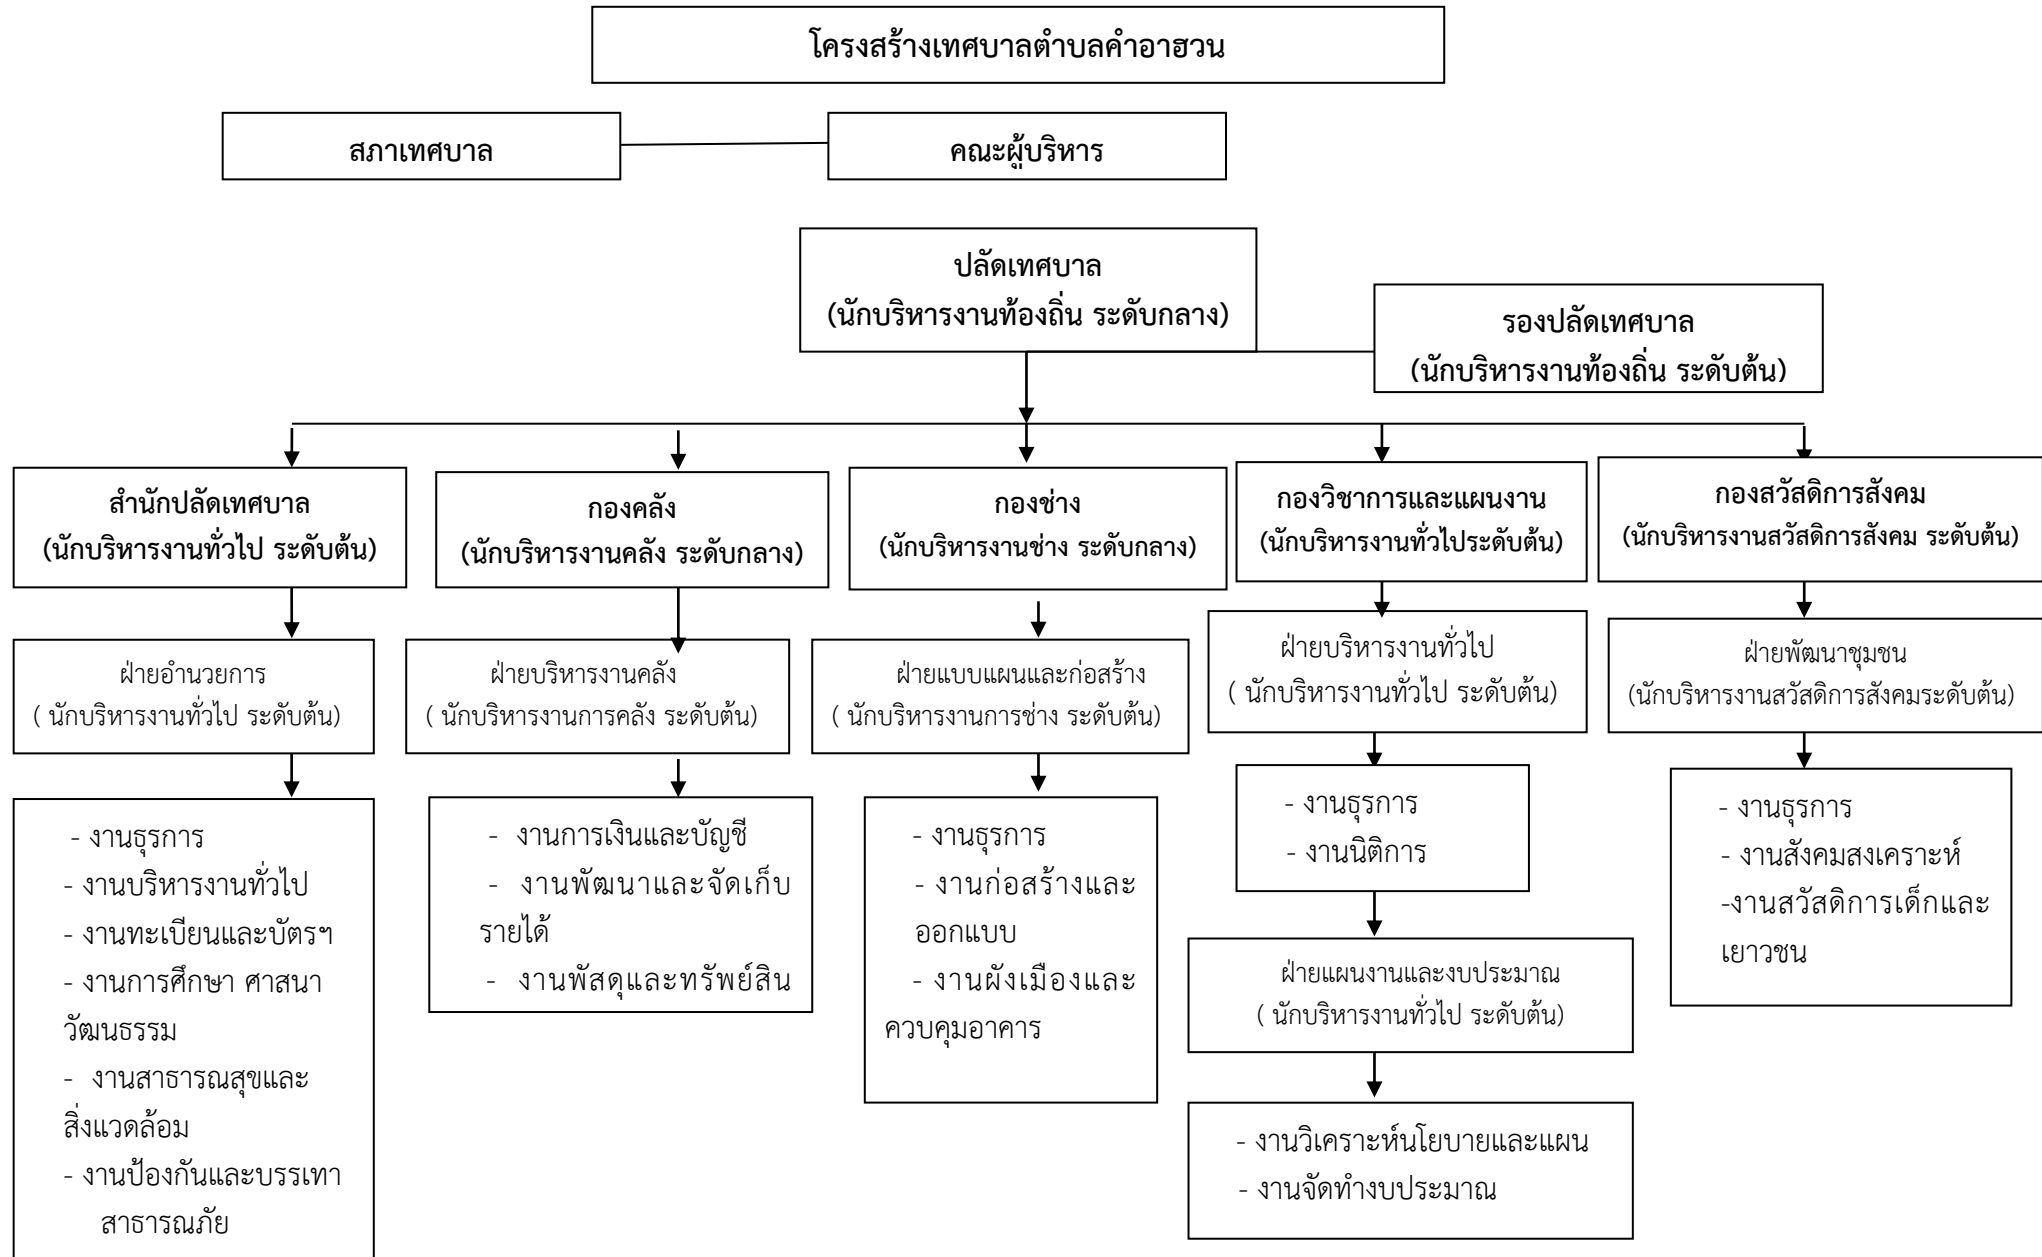 โครงสร้างเทศบาลตำบลคำอาฮวน
สภาเทศบาล
คณะผู้บริหาร
ปลัดเทศบาล
(นักบริหารงานท้องถิ่น ระดับกลาง)
รองปลัดเทศบาล
(นักบริหารงานท้องถิ่น ระดับต้น)
สำนักปลัดเทศบาล
(นักบริหารงานทั่วไป ระดับต้น)
กองคลัง
(นักบริหารงานคลัง ระดับกลาง)
กองช่าง
(นักบริหารงานช่าง ระดับกลาง)
กองวิชาการและแผนงาน
(นักบริหารงานทั่วไประดับต้น)
กองสวัสดิการสังคม
(นักบริหารงานสวัสดิการสังคม ระดับต้น)
ฝ่ายอำนวยการ
( นักบริหารงานทั่วไป ระดับต้น)
ฝ่ายบริหารงานคลัง
( นักบริหารงานการคลัง ระดับต้น)
ฝ่ายแบบแผนและก่อสร้าง
( นักบริหารงานการช่าง ระดับต้น)
ฝ่ายบริหารงานทั่วไป
( นักบริหารงานทั่วไป ระดับต้น)
ฝ่ายพัฒนาชุมชน
(นักบริหารงานสวัสดิการสังคมระดับต้น)
- งานธุรการ
- งานบริหารงานทั่วไป
- งานทะเบียนและบัตรฯ
- งานการศึกษา ศาสนา
วัฒนธรรม
- งานสาธารณสุขและ
สิ่งแวดล้อม
- งานป้องกันและบรรเทา
สาธารณภัย
- งานการเงินและบัญชี
- งานพัฒนาและจัดเก็บ
รายได้
- งานพัสดุและทรัพย์สิน
- งานธุรการ
- งานก่อสร้างและ
ออกแบบ
- งานผังเมืองและ
ควบคุมอาคาร
- งานธุรการ
- งานนิติการ
ฝ่ายแผนงานและงบประมาณ
( นักบริหารงานทั่วไป ระดับต้น)
- งานวิเคราะห์นโยบายและแผน
- งานจัดทำงบประมาณ
- งานธุรการ
- งานสังคมสงเคราะห์
-งานสวัสดิการเด็กและ
เยาวชน